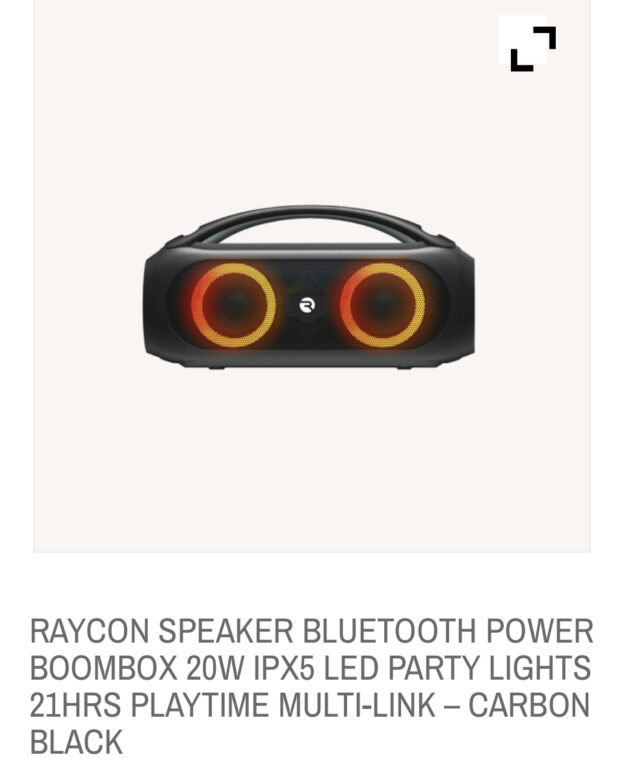 RAYCON SPEAKER BLUETOOTH POWER
BOOMBOX 20W IPX5 LED PARTY LIGHTS
21HRS PLAYTIME MULTI-LINK – CARBON
BLACK